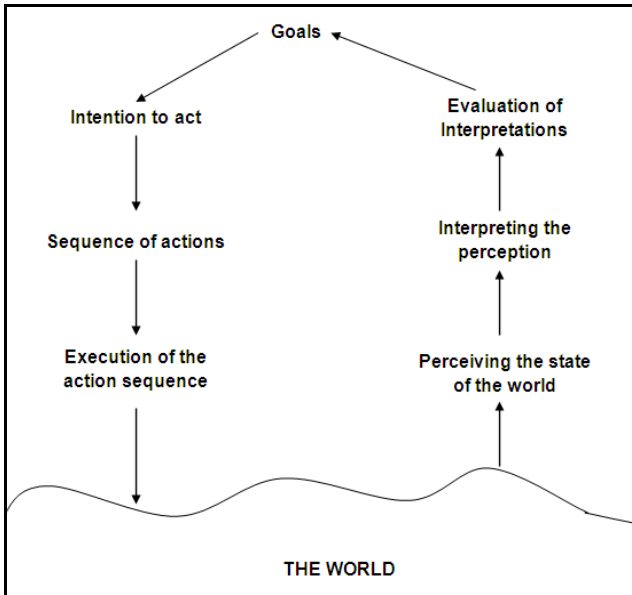 Goals
Intention to act
Sequence of actions
Execution of the
action sequence
Evaluation of
Interpretations
Interpreting the
perception
Perceiving the state
of the world
THE WORLD